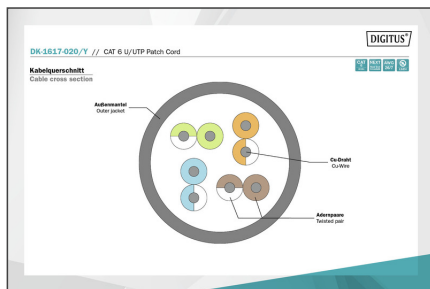 DIGITUS®
DK-1617-020/Y // CAT 6 U/UTP Patch Cord
Kabelquerschnitt
Cable cross section
Außenmantel
Outer jacket
Cu-Draht
Cu-Wire
Adernpaare
Twisted pair